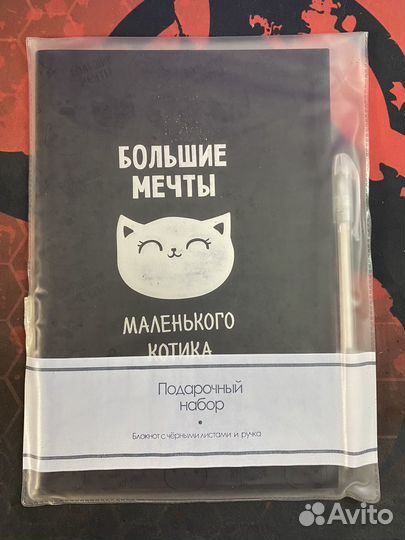 БОЛЬШИЕ
МЕЧТЫ
МАЛЕНЬКОГО
КОТИКА
Подарочный
набор
Блокнот с чёрными листами и ручка
Avito